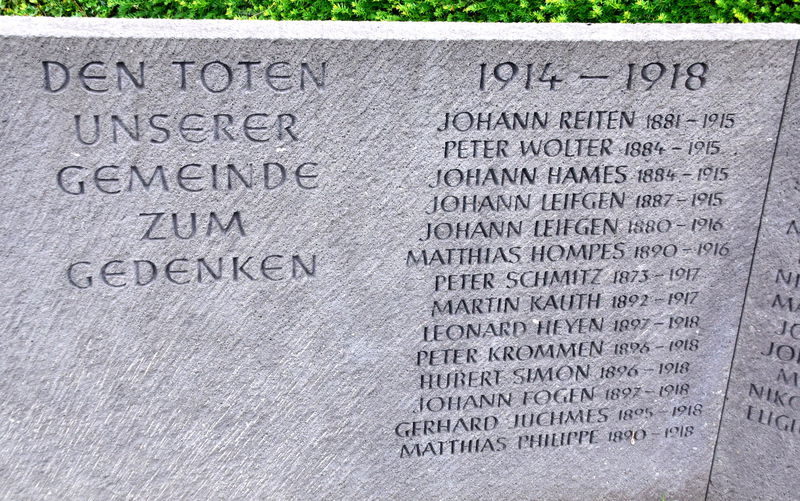 DEN TOTEN
UNSERER
GEMEINDE
ZUM
GEDENKEN
1914 – 1918
JOHANN REITEN 1881 – 1915
PETER WOLTER 1884 – 1915
JOHANN HAMES 1884 – 1915
JOHANN LEIFGEN 1887 – 1915
JOHANN LEIFGEN 1880 – 1916
MATTHIAS HOMPES 1890 – 1916
PETER SCHMITZ 1873 – 1917
MARTIN KAUTH 1892 – 1917
LEONARD HEYEN 1897 – 1918
PETER KROMMEN 1896 – 1918
HUBERT SIMON 1896 – 1918
JOHANN FOGEN 1897 – 1918
GERHARD JUCHMES 1895 – 1918
MATTHIAS PHILIPPE 1890 – 1918